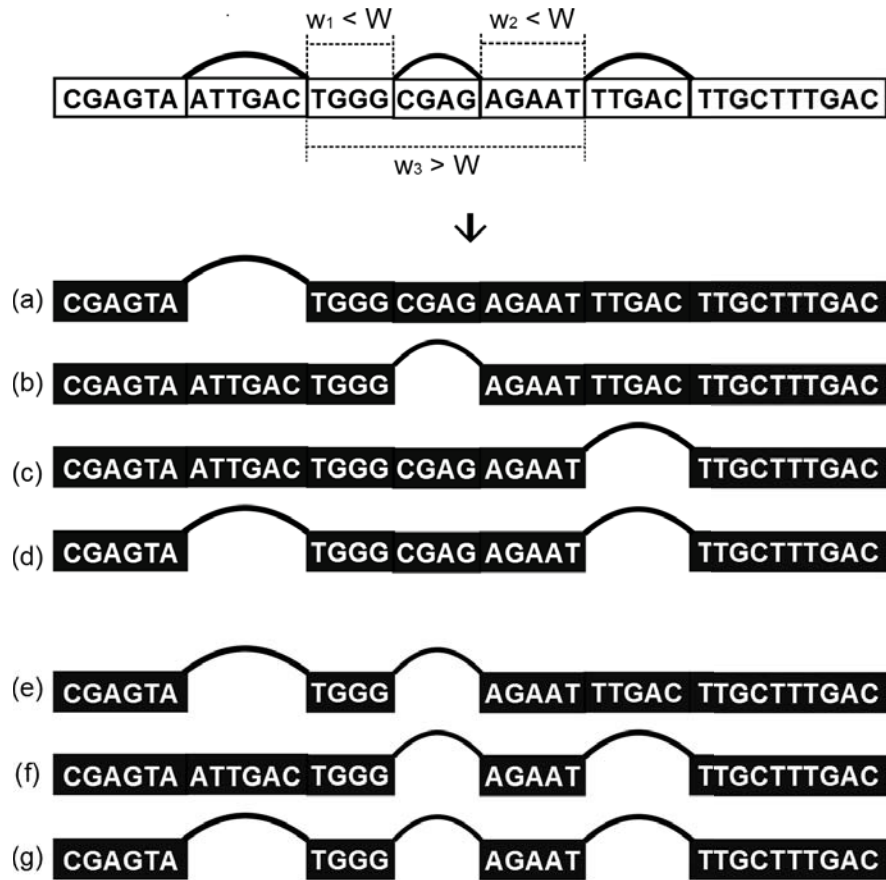 w₁ < W w₂ < W
CGAGTA ATTGAC TGGG CGAG AGAAT TTGAC TTGCTTTGAC
w₃ > W
(a) CGAGTA TGGG CGAG AGAAT TTGAC TTGCTTTGAC
(b) CGAGTA ATTGAC TGGG AGAAT TTGAC TTGCTTTGAC
(c) CGAGTA ATTGAC TGGG CGAG AGAAT TTGCTTTGAC
(d) CGAGTA TGGG CGAG AGAAT TTGCTTTGAC
(e) CGAGTA TGGG AGAAT TTGAC TTGCTTTGAC
(f) CGAGTA ATTGAC TGGG AGAAT TTGCTTTGAC
(g) CGAGTA TGGG AGAAT TTGCTTTGAC